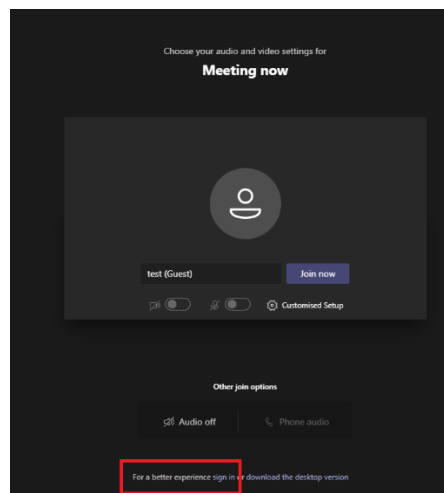 Choose your audio and video settings for
Meeting now
test (Guest)
Join now
Customised Setup
Other join options
Audio off
Phone audio
For a better experience sign in or download the desktop version